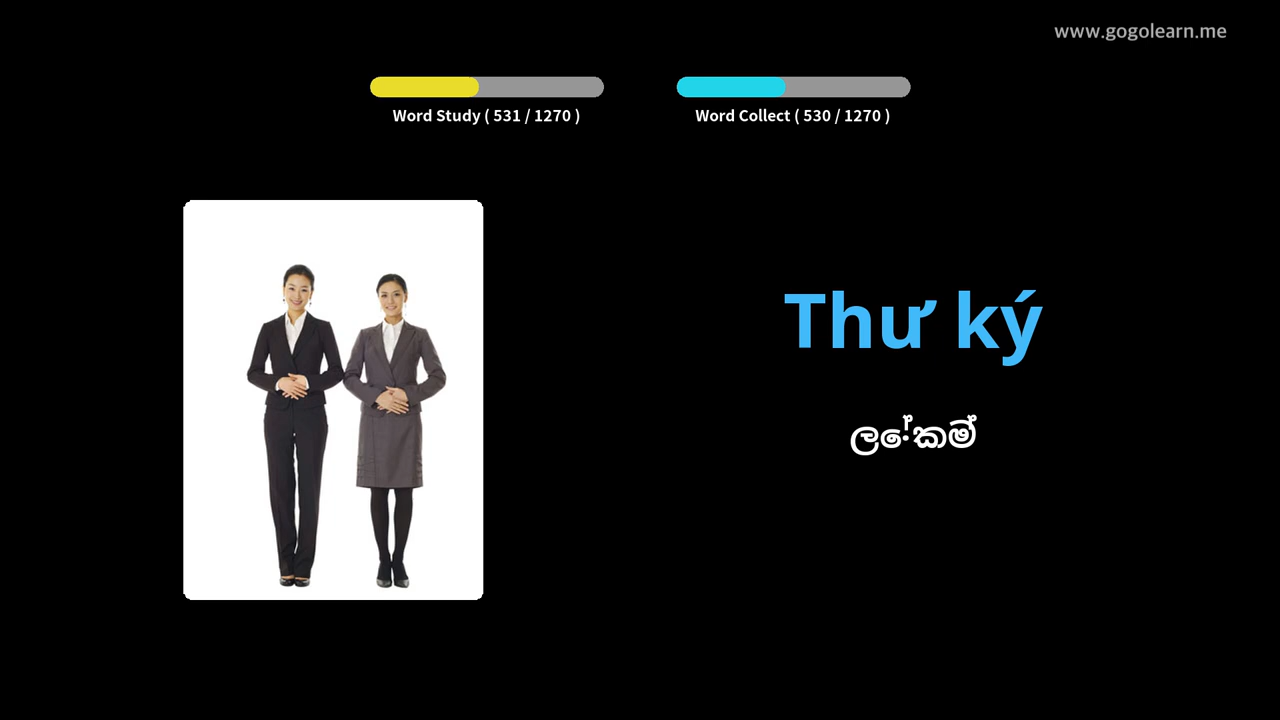 www.gogolearn.me
Word Study ( 531 / 1270 )
Word Collect ( 530 / 1270 )
Thư ký
ලේකම්